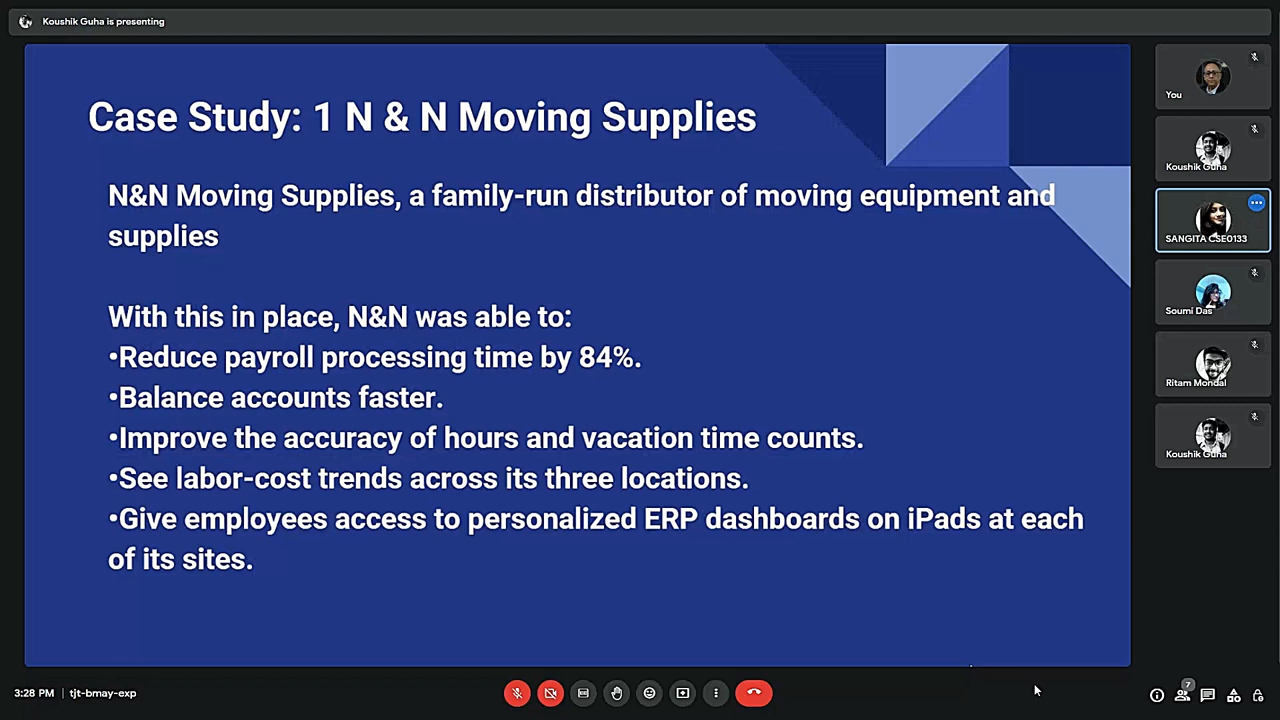 Koushik Guha is presenting
Case Study: 1 N & N Moving Supplies
N&N Moving Supplies, a family-run distributor of moving equipment and
supplies
With this in place, N&N was able to:
•Reduce payroll processing time by 84%.
•Balance accounts faster.
•Improve the accuracy of hours and vacation time counts.
•See labor-cost trends across its three locations.
•Give employees access to personalized ERP dashboards on iPads at each
of its sites.
You
Koushik Guha
SANGITA CSE0133
Soumi Das
Ritam Mondal
Koushik Guha
3:28 PM | tjt-bmay-exp
7